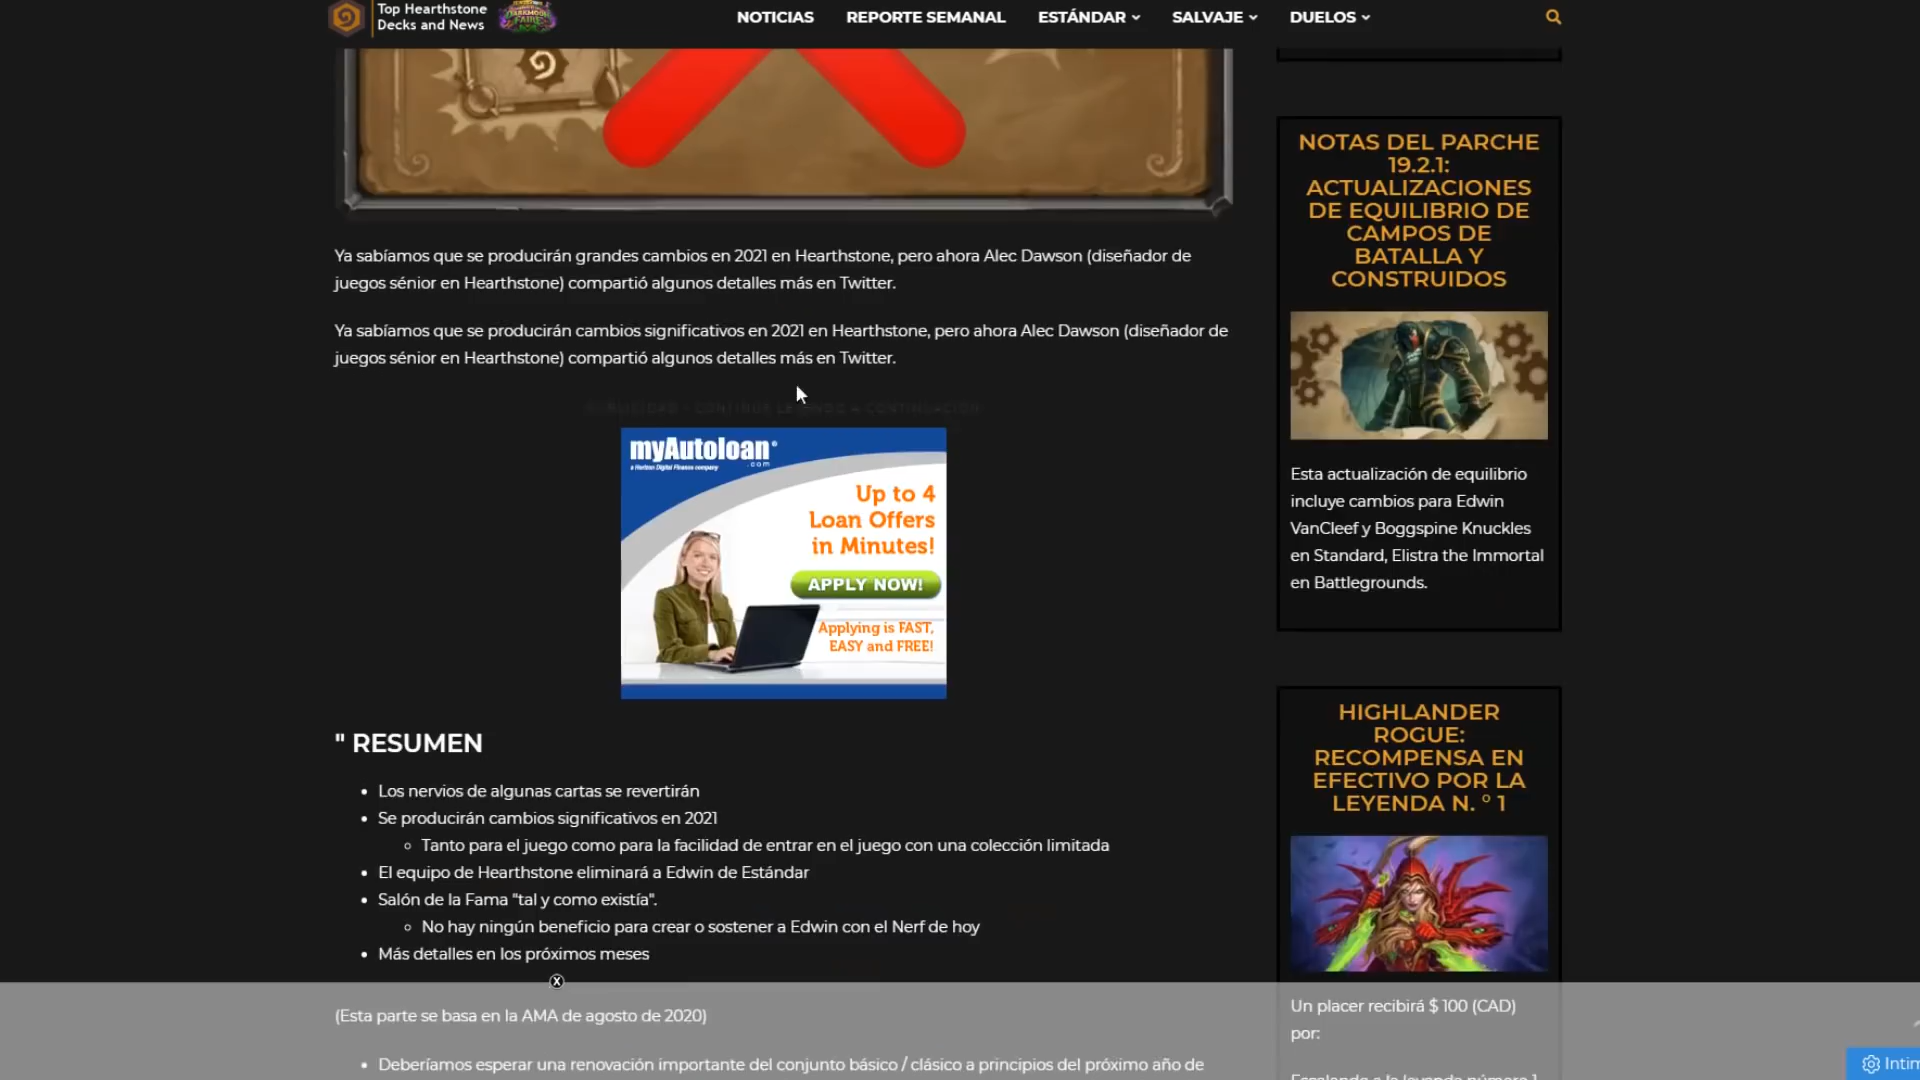 Top Hearthstone
Decks and News
NOTICIAS
REPORTE SEMANAL
ESTÁNDAR
SALVAJE
DUELOS
Ya sabíamos que se producirán grandes cambios en 2021 en Hearthstone, pero ahora Alec Dawson (diseñador de
juegos sénior en Hearthstone) compartió algunos detalles más en Twitter.
Ya sabíamos que se producirán cambios significativos en 2021 en Hearthstone, pero ahora Alec Dawson (diseñador de
juegos sénior en Hearthstone) compartió algunos detalles más en Twitter.
myAutoloan
.com
a Horizon Digital Finance company
Up to 4
Loan Offers
in Minutes!
APPLY NOW!
Applying is FAST,
EASY and FREE!
" RESUMEN
Los nervios de algunas cartas se revertirán
Se producirán cambios significativos en 2021
Tanto para el juego como para la facilidad de entrar en el juego con una colección limitada
El equipo de Hearthstone eliminará a Edwin de Estándar
Salón de la Fama "tal y como existía".
No hay ningún beneficio para crear o sostener a Edwin con el Nerf de hoy
Más detalles en los próximos meses
X
(Esta parte se basa en la AMA de agosto de 2020)
Deberíamos esperar una renovación importante del conjunto básico / clásico a principios del próximo año de
NOTAS DEL PARCHE
19.2.1:
ACTUALIZACIONES
DE EQUILIBRIO DE
CAMPOS DE
BATALLA Y
CONSTRUIDOS
Esta actualización de equilibrio
incluye cambios para Edwin
VanCleef y Boggspine Knuckles
en Standard, Elistra the Immortal
en Battlegrounds.
HIGHLANDER
ROGUE:
RECOMPENSA EN
EFECTIVO POR LA
LEYENDA N. ° 1
Un placer recibirá $ 100 (CAD)
por:
Intim